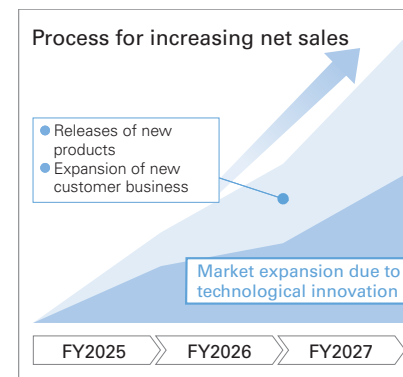 Process for increasing net sales
Releases of new
products
Expansion of new
customer business
Market expansion due to
technological innovation
FY2025
FY2026
FY2027